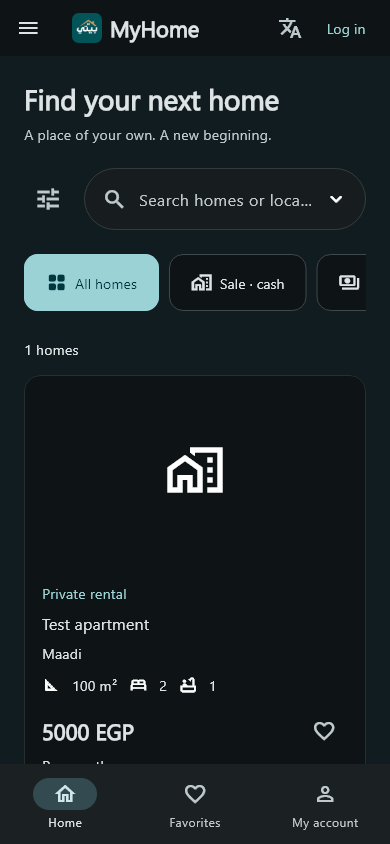 بيتي
MyHome
Log in
Find your next home
A place of your own. A new beginning.
Search homes or loca...
All homes
Sale · cash
1 homes
Private rental
Test apartment
Maadi
100 m²
2
1
5000 EGP
Home
Favorites
My account